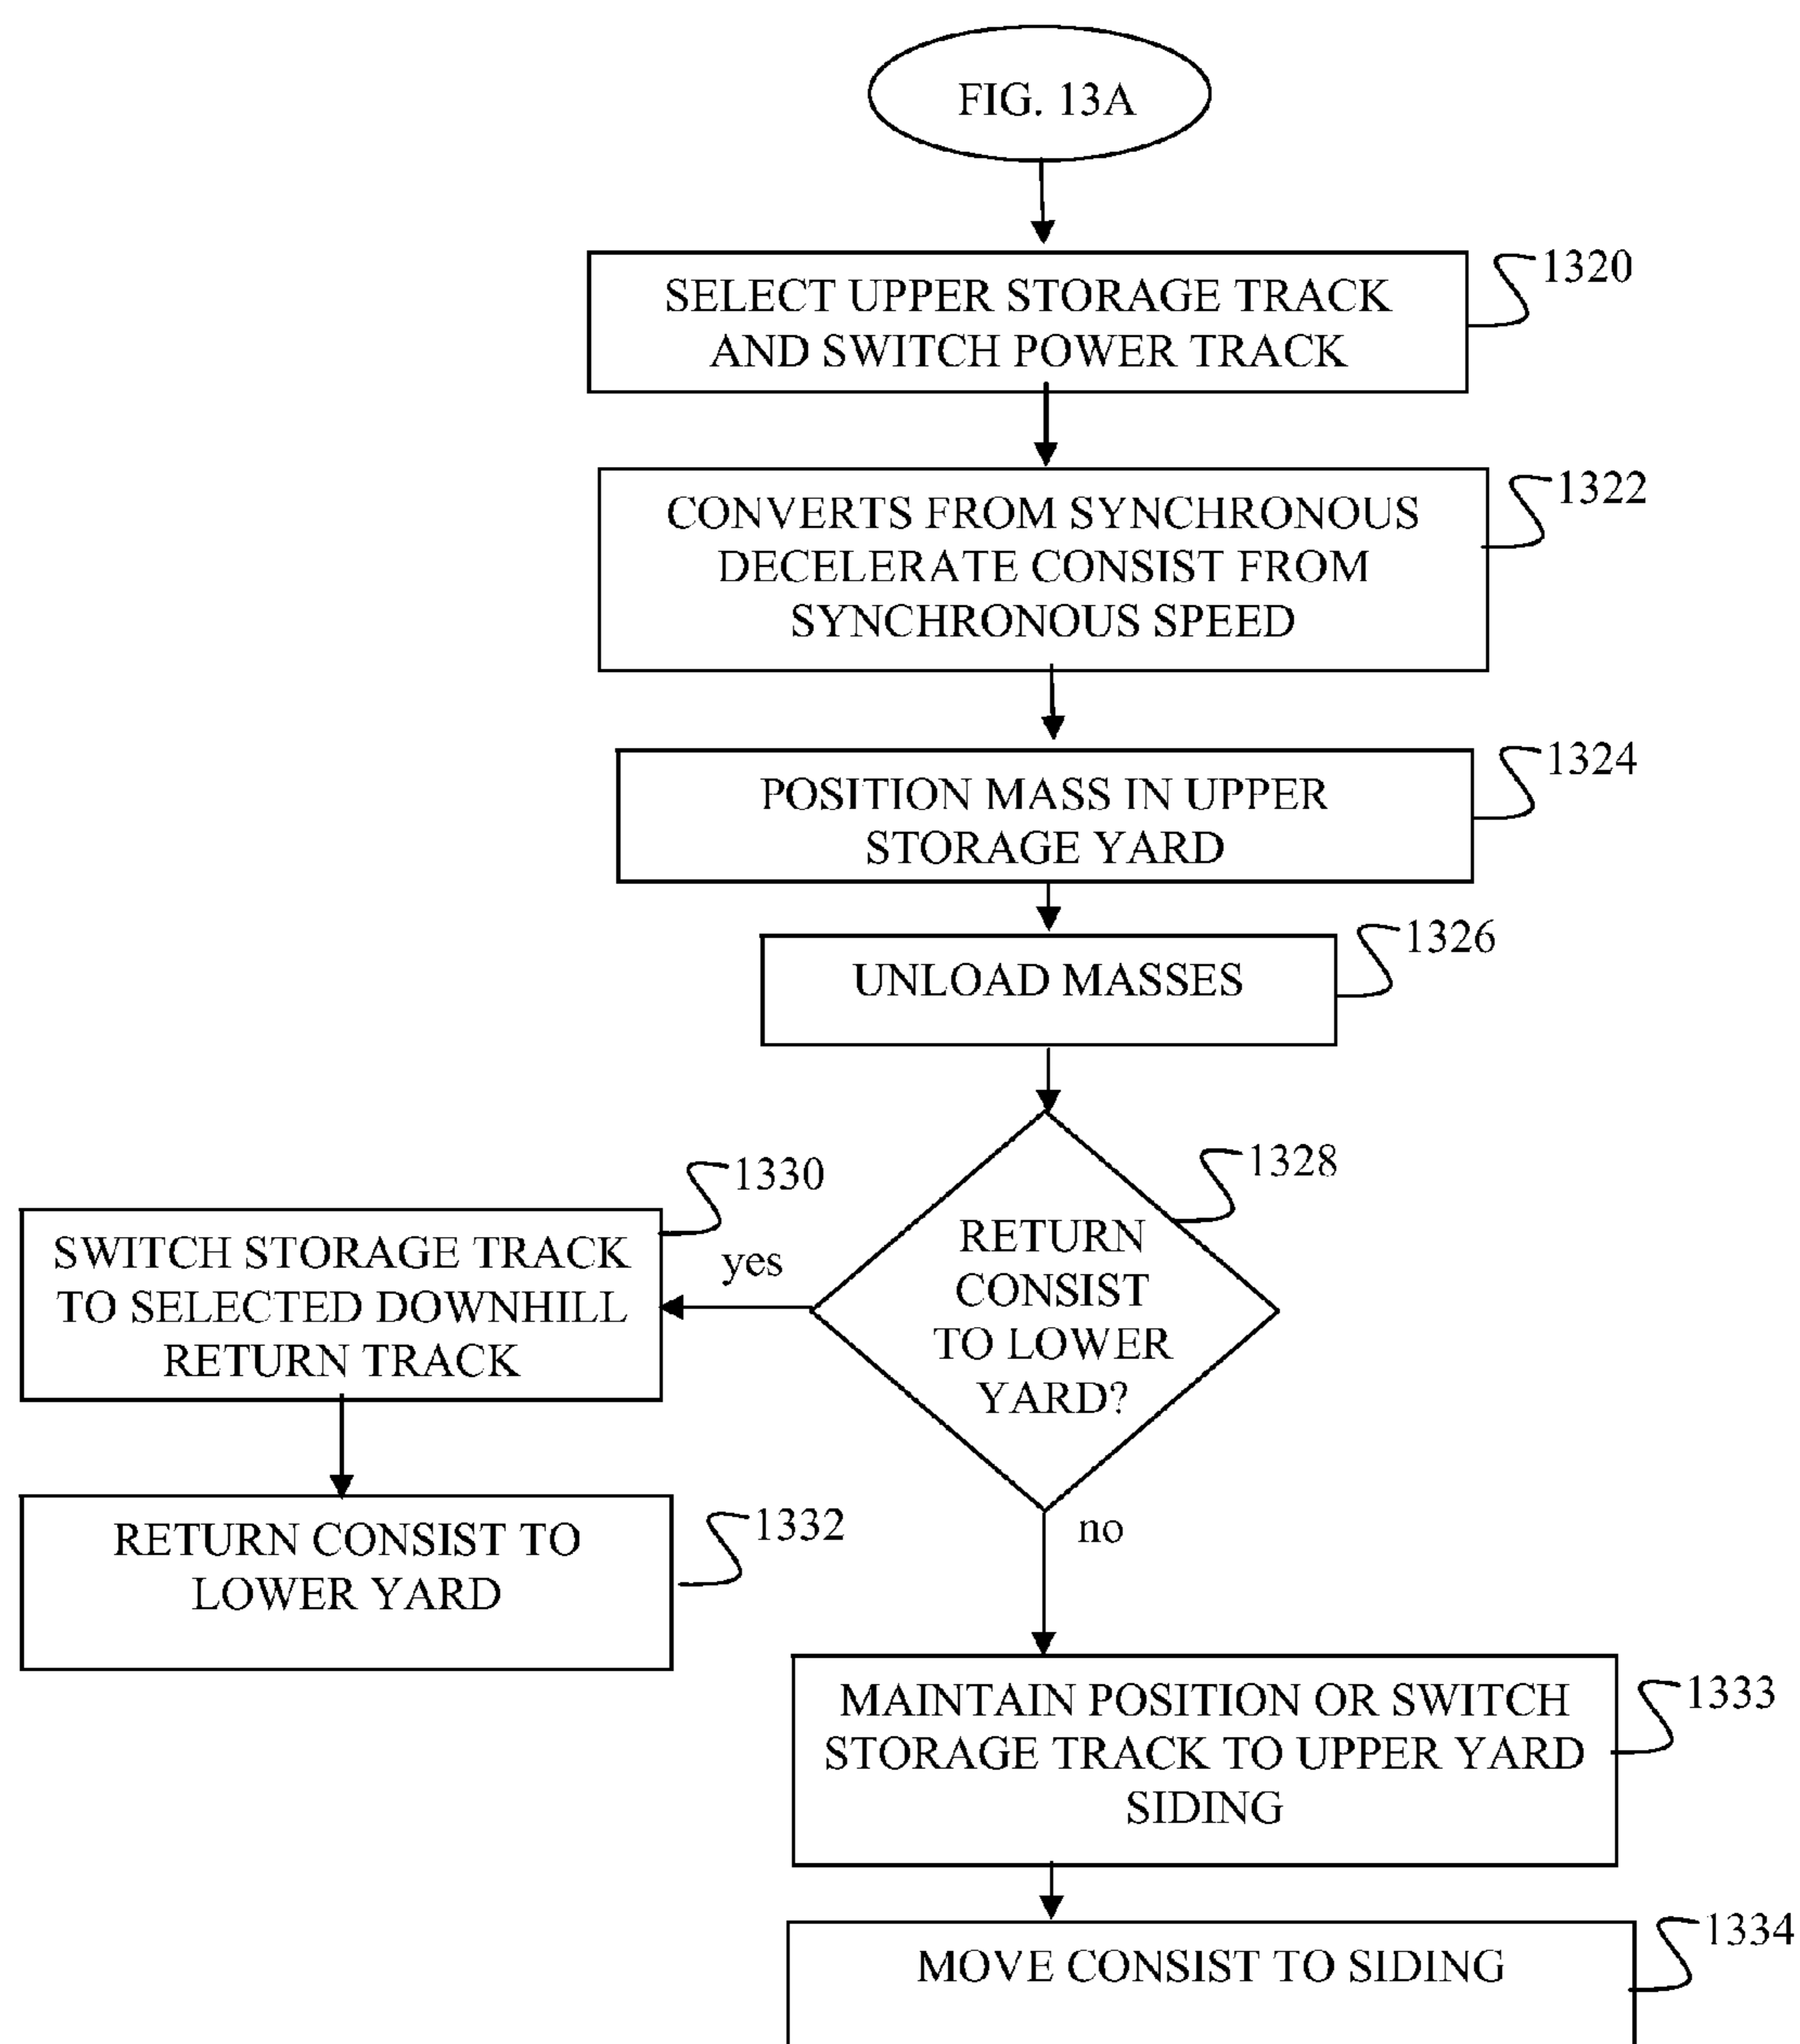 FIG. 13A
SELECT UPPER STORAGE TRACK
AND SWITCH POWER TRACK
1320
CONVERTS FROM SYNCHRONOUS
DECELERATE CONSIST FROM
SYNCHRONOUS SPEED
1322
POSITION MASS IN UPPER
STORAGE YARD
1324
UNLOAD MASSES
1326
RETURN
CONSIST
TO LOWER
YARD?
1328
yes
SWITCH STORAGE TRACK
TO SELECTED DOWNHILL
RETURN TRACK
1330
RETURN CONSIST TO
LOWER YARD
1332
no
MAINTAIN POSITION OR SWITCH
STORAGE TRACK TO UPPER YARD
SIDING
1333
MOVE CONSIST TO SIDING
1334